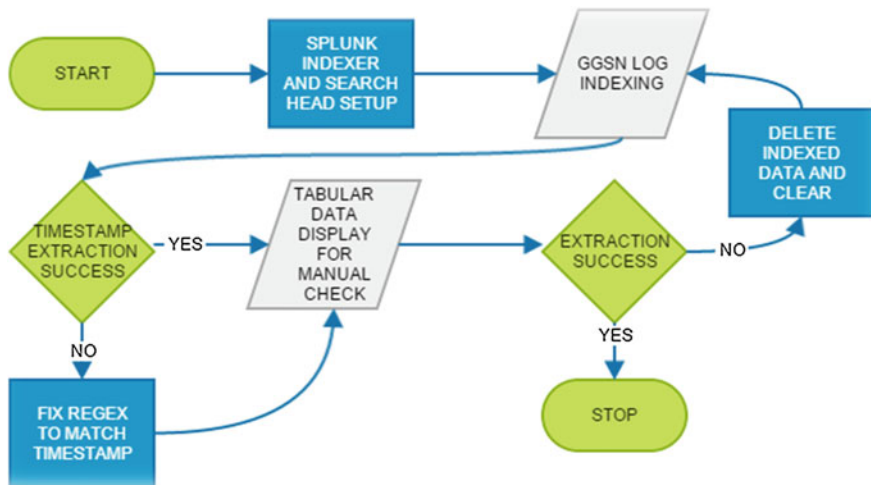 START
SPLUNK
INDEXER
AND SEARCH
HEAD SETUP
GGSN LOG
INDEXING
DELETE
INDEXED
DATA AND
CLEAR
TIMESTAMP
EXTRACTION
SUCCESS
YES
TABULAR
DATA
DISPLAY
FOR
MANUAL
CHECK
EXTRACTION
SUCCESS
NO
NO
YES
FIX REGEX
TO MATCH
TIMESTAMP
STOP